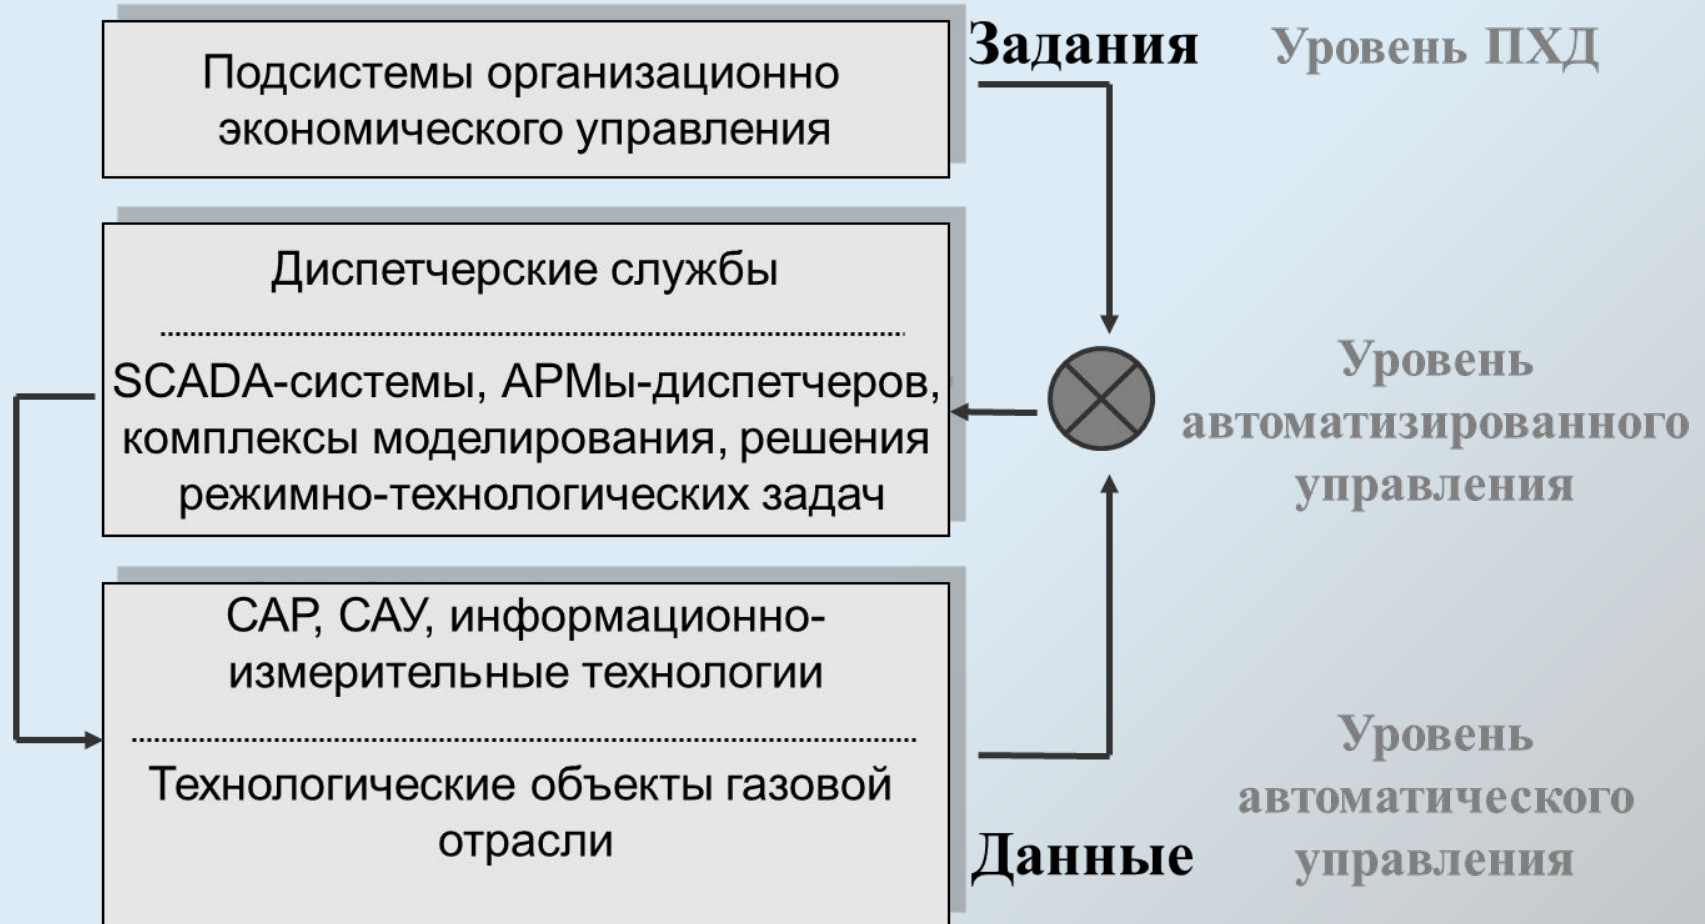 Задания
Уровень ПХД
Подсистемы организационно
экономического управления
Диспетчерские службы
SCADA-системы, АРМы-диспетчеров,
комплексы моделирования, решения
режимно-технологических задач
Уровень
автоматизированного
управления
САР, САУ, информационно-
измерительные технологии
Технологические объекты газовой
отрасли
Данные
Уровень
автоматического
управления